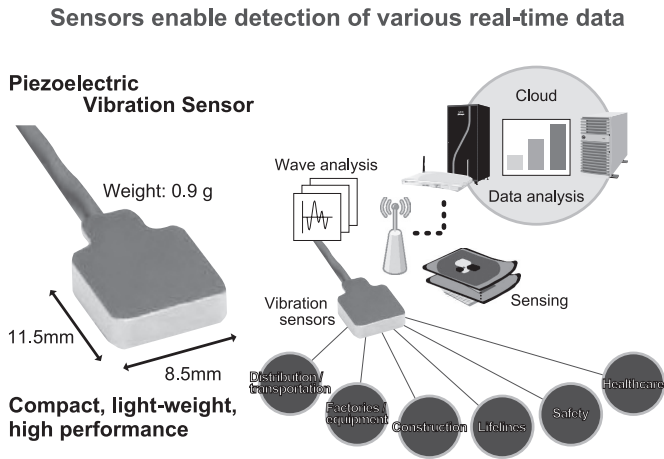 Sensors enable detection of various real-time data
Piezoelectric
Vibration Sensor
Weight: 0.9 g
11.5mm
8.5mm
Compact, light-weight,
high performance
Wave analysis
Cloud
Data analysis
Sensing
Vibration
sensors
Distribution /
transportation
Factories /
equipment
Construction
Lifelines
Safety
Healthcare